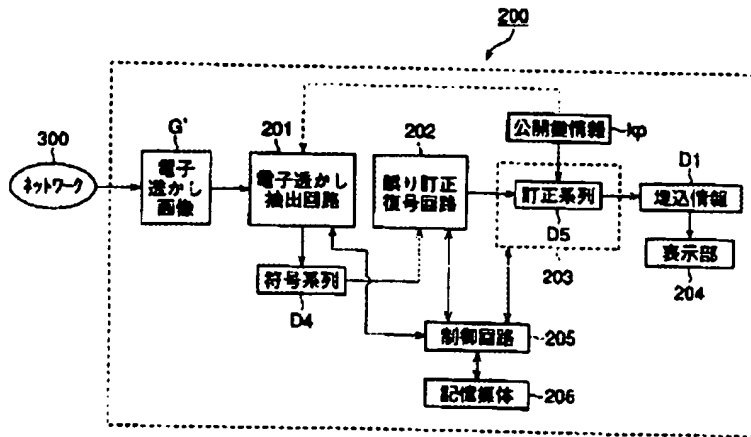 200
300
ネットワーク
G'
電子
透かし
画像
201
電子透かし
抽出回路
202
誤り訂正
復号回路
公開鍵情報
kp
訂正系列
D5
203
D1
埋込情報
表示部
204
符号系列
D4
制御回路
205
記憶媒体
206